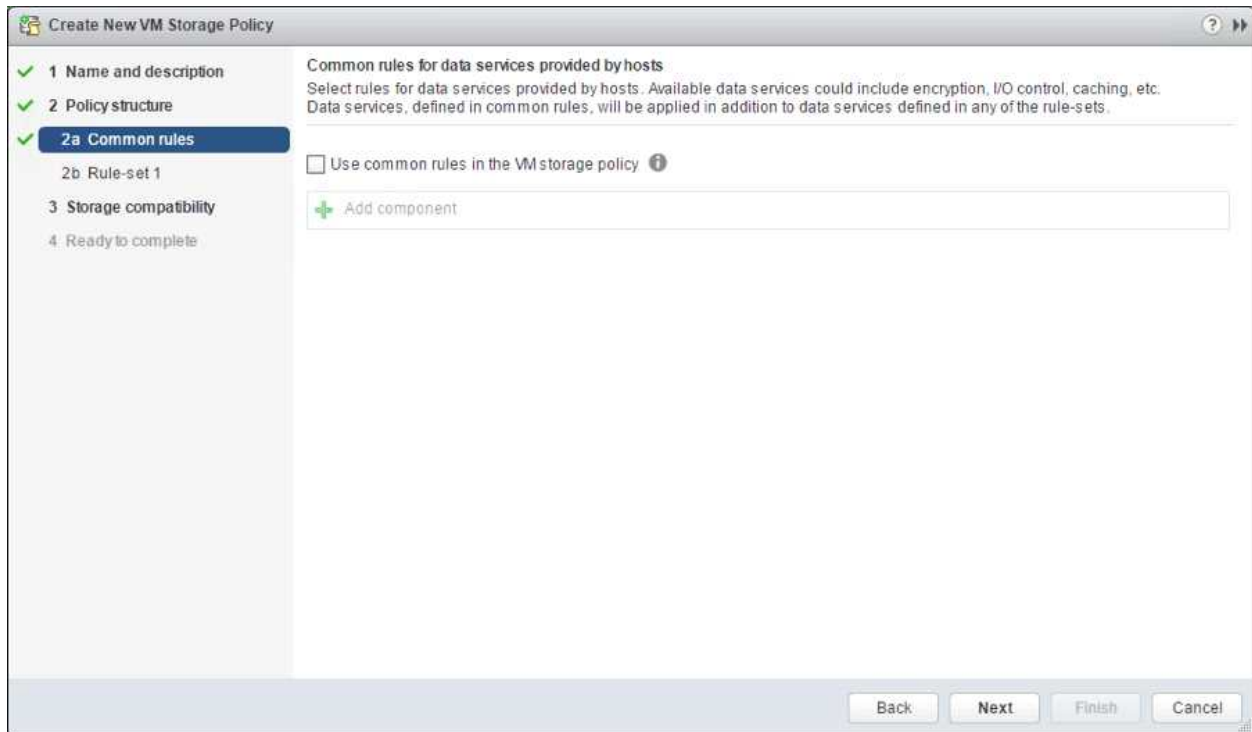 Create New VM Storage Policy
?
1 Name and description
2 Policy structure
2a Common rules
2b Rule-set 1
3 Storage compatibility
4 Ready to complete
Common rules for data services provided by hosts
Select rules for data services provided by hosts. Available data services could include encryption, I/O control, caching, etc.
Data services, defined in common rules, will be applied in addition to data services defined in any of the rule-sets.
Use common rules in the VM storage policy
Add component
Back Next Finish Cancel